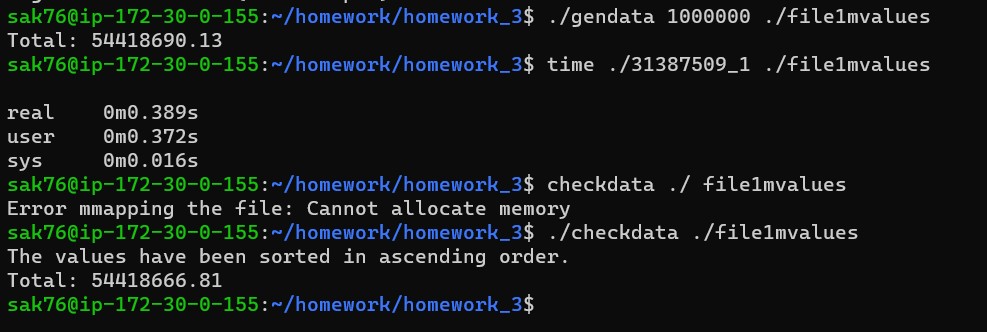 sak76@ip-172-30-0-155:~/homework/homework_3$ ./gendata 1000000 ./file1mvalues
Total: 54418690.13
sak76@ip-172-30-0-155:~/homework/homework_3$ time ./31387509_1 ./file1mvalues
real 0m0.389s
user 0m0.372s
sys 0m0.016s
sak76@ip-172-30-0-155:~/homework/homework_3$ checkdata ./ file1mvalues
Error mmapping the file: Cannot allocate memory
sak76@ip-172-30-0-155:~/homework/homework_3$ ./checkdata ./file1mvalues
The values have been sorted in ascending order.
Total: 54418666.81
sak76@ip-172-30-0-155:~/homework/homework_3$